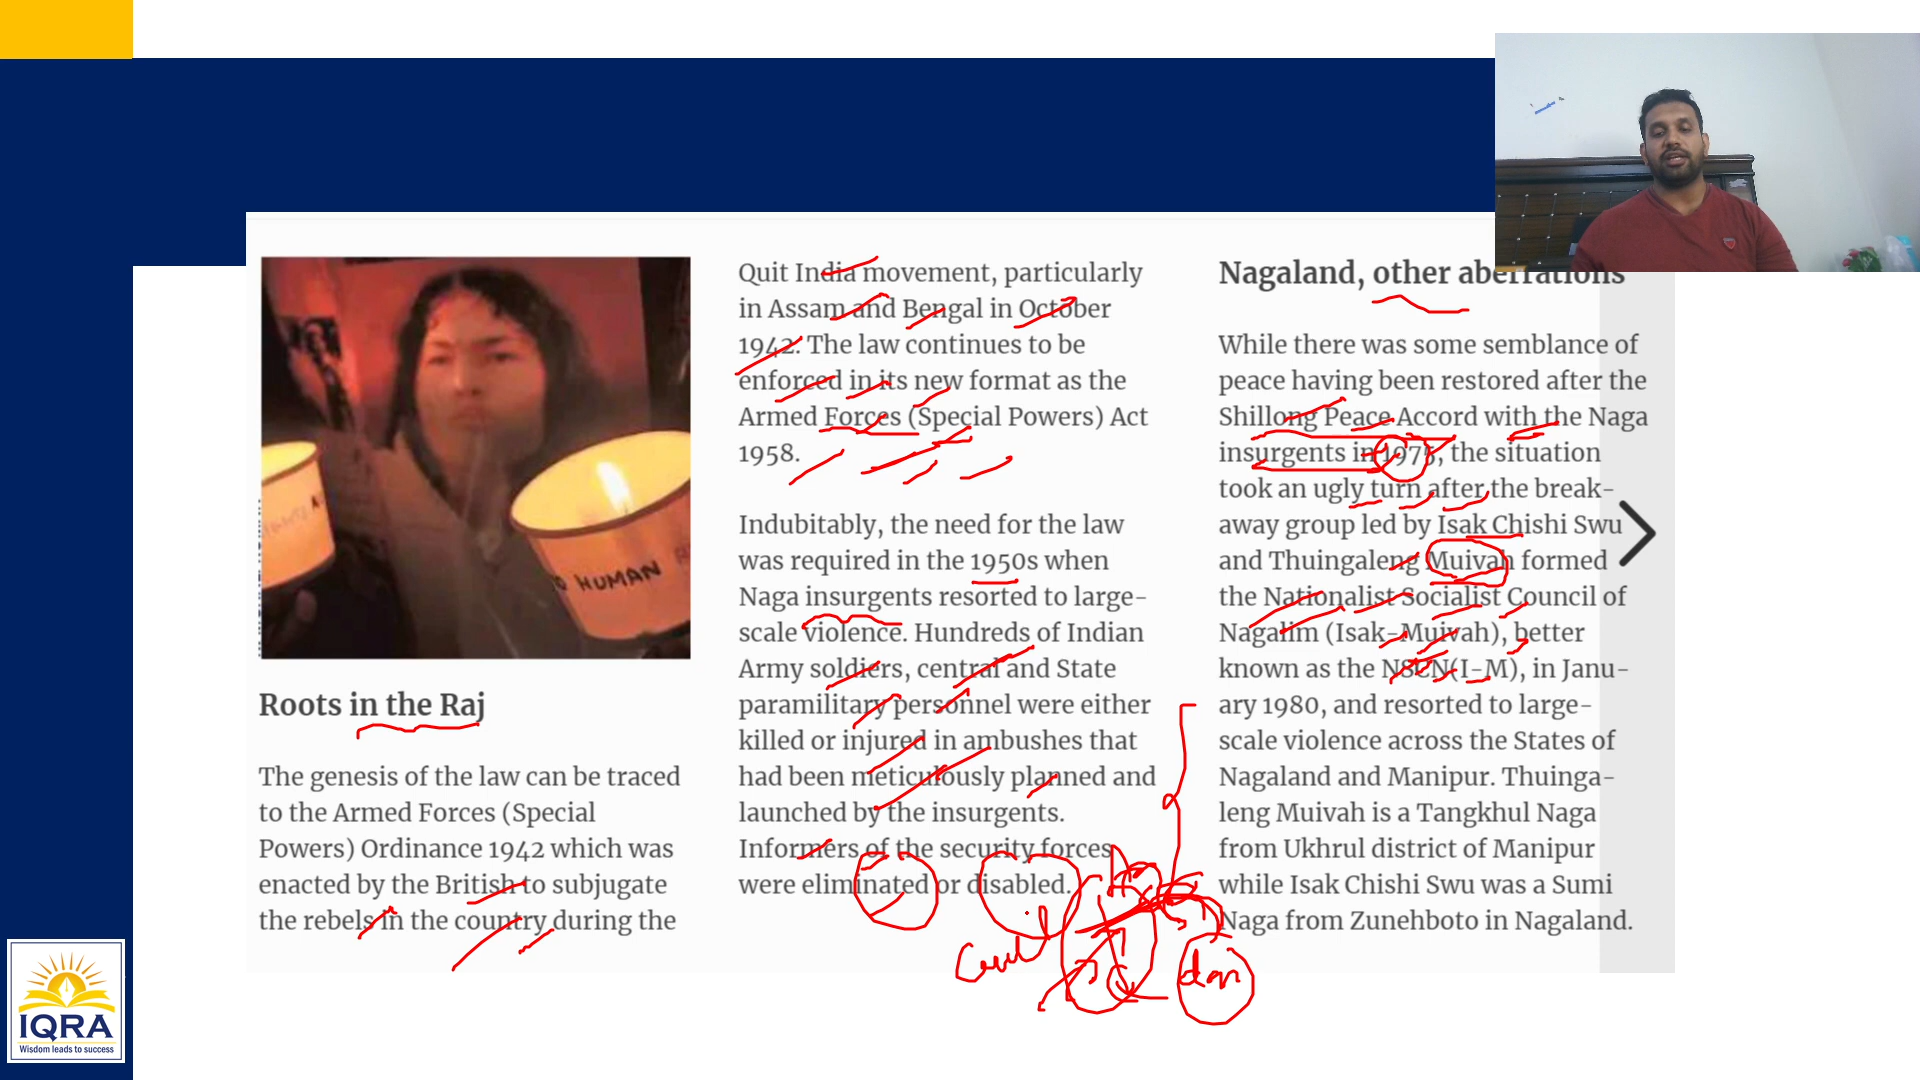 HUMAN
Roots in the Raj
The genesis of the law can be traced
to the Armed Forces (Special
Powers) Ordinance 1942 which was
enacted by the British to subjugate
the rebels in the country during the
Quit India movement, particularly
in Assam and Bengal in October
1942. The law continues to be
enforced in its new format as the
Armed Forces (Special Powers) Act
1958.
Indubitably, the need for the law
was required in the 1950s when
Naga insurgents resorted to large-
scale violence. Hundreds of Indian
Army soldiers, central and State
paramilitary personnel were either
killed or injured in ambushes that
had been meticulously planned and
launched by the insurgents.
Informers of the security forces
were eliminated or disabled.
Nagaland, other aberrations
While there was some semblance of
peace having been restored after the
Shillong Peace Accord with the Naga
insurgents in 1975, the situation
took an ugly turn after the break-
away group led by Isak Chishi Swu
and Thuingaleng Muivah formed
the Nationalist Socialist Council of
Nagalim (Isak-Muivah), better
known as the NSCN(I-M), in Janu-
ary 1980, and resorted to large-
scale violence across the States of
Nagaland and Manipur. Thuinga-
leng Muivah is a Tangkhul Naga
from Ukhrul district of Manipur
while Isak Chishi Swu was a Sumi
Naga from Zunehboto in Nagaland.
IQRA
Wisdom leads to success